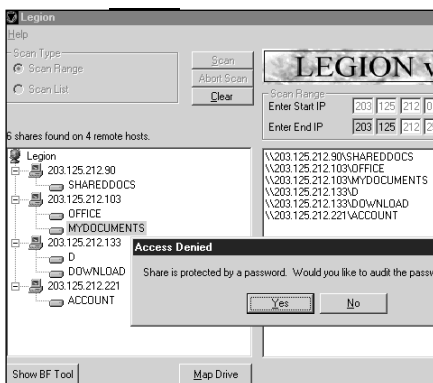 Legion
Help
Scan Type
Scan Range
Scan List
Scan
Abort Scan
Clear
LEGION
Scan Range
Enter Start IP 203 125 212
Enter End IP 203 125 212
6 shares found on 4 remote hosts.
Legion
203.125.212.90
SHAREDDOCS
203.125.212.103
OFFICE
MYDOCUMENTS
203.125.212.133
D
DOWNLOAD
203.125.212.221
ACCOUNT
\\203.125.212.90\SHAREDDOCS
\\203.125.212.103\OFFICE
\\203.125.212.103\MYDOCUMENTS
\\203.125.212.133\D
\\203.125.212.133\DOWNLOAD
\\203.125.212.221\ACCOUNT
Access Denied
Share is protected by a password. Would you like to audit the
Yes
No
Show BF Tool
Map Drive